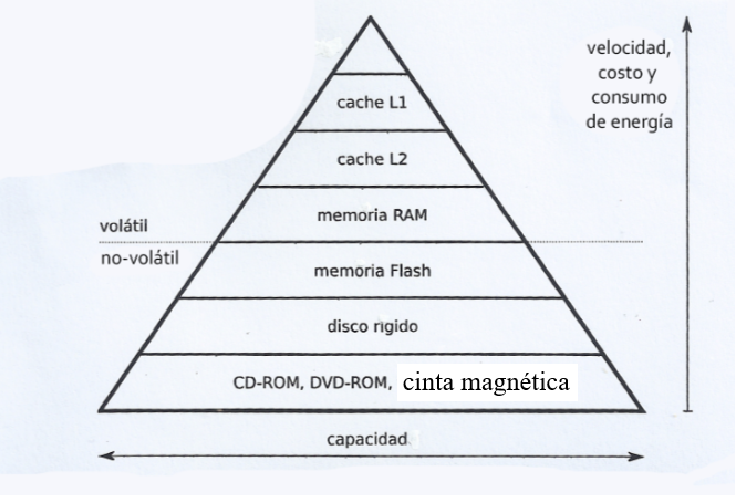 velocidad,
costo y
consumo
de energía
cache L1
cache L2
memoria RAM
volátil
no-volátil
memoria Flash
disco rigido
CD-ROM, DVD-ROM, cinta magnética
capacidad